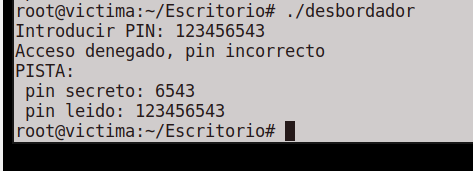 root@victima:~/Escritorio# ./desbordador
Introducir PIN: 123456543
Acceso denegado, pin incorrecto
PISTA:
 pin secreto: 6543
 pin leido: 123456543
root@victima:~/Escritorio#